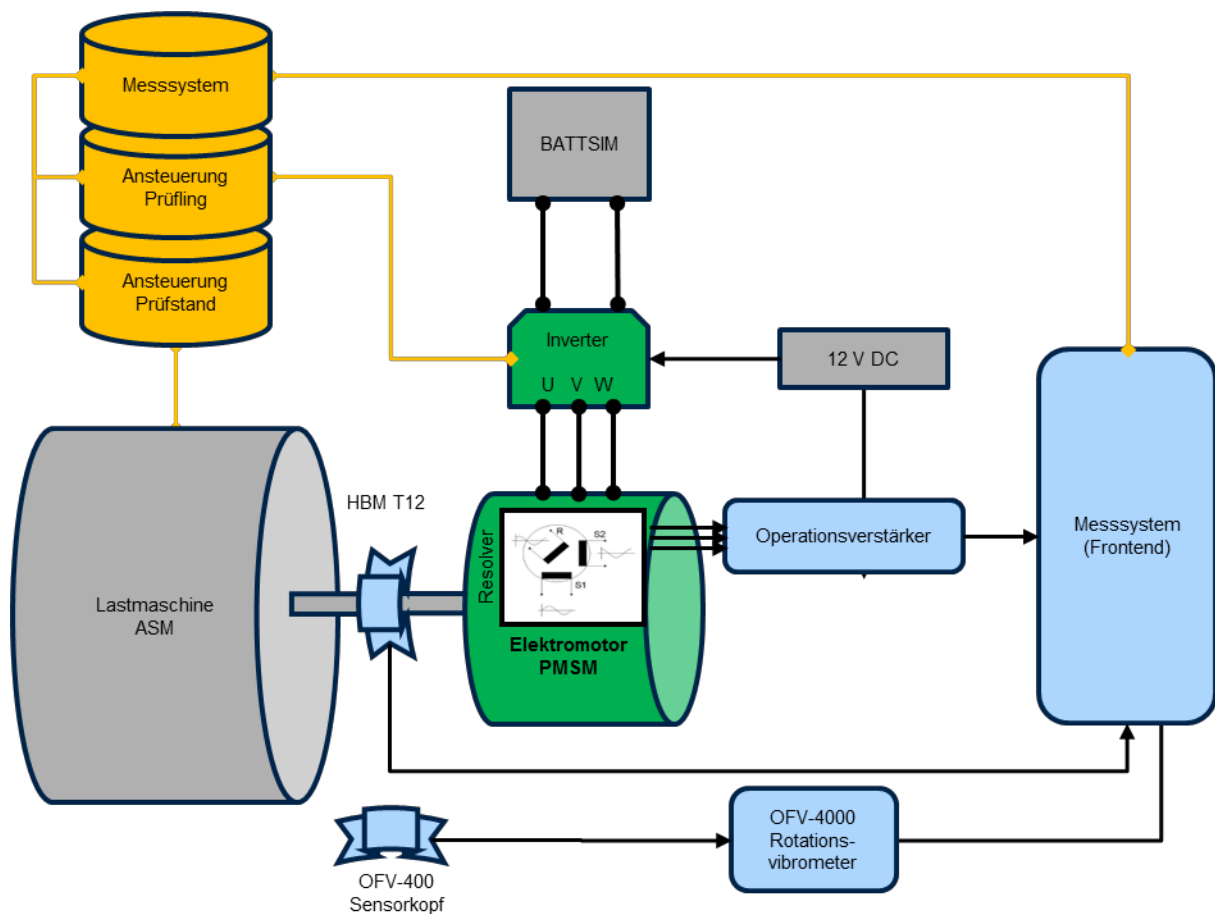 Messsystem
Ansteuerung
Prüfling
Ansteuerung
Prüfstand
BATTSIM
Inverter
U V W
12 V DC
HBM T12
Resolver
R
S2
S1
Elektromotor
PMSM
Operationsverstärker
Messsystem
(Frontend)
Lastmaschine
ASM
OFV-400
Sensorkopf
OFV-4000
Rotations-
vibrometer